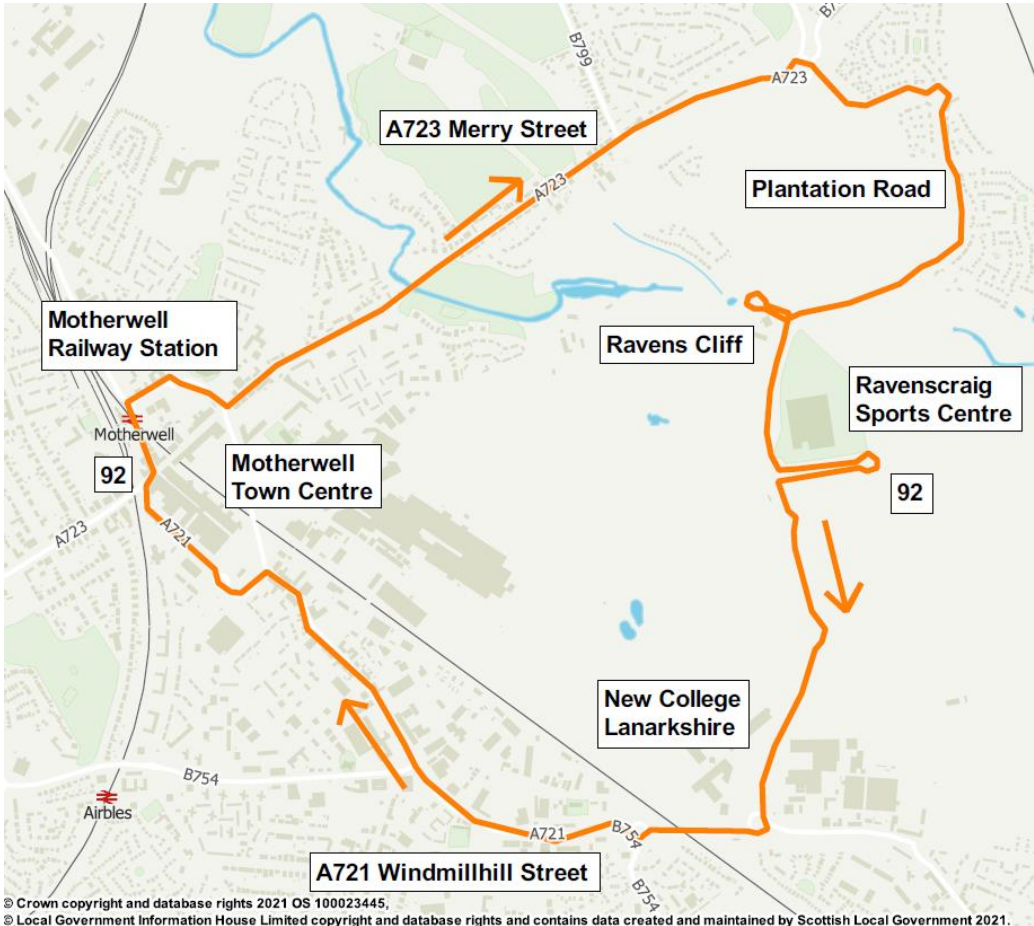 B799
B7
A723
A723 Merry Street
Plantation Road
A723
Motherwell
Railway Station
Ravens Cliff
Ravenscraig
Sports Centre
Motherwell
92
Motherwell
Town Centre
92
A723
A721
New College
Lanarkshire
B754
Airbles
A721
B754
A721 Windmillhill Street
B754
© Crown copyright and database rights 2021 OS 100023445,
© Local Government Information House Limited copyright and database rights and contains data created and maintained by Scottish Local Government 2021.